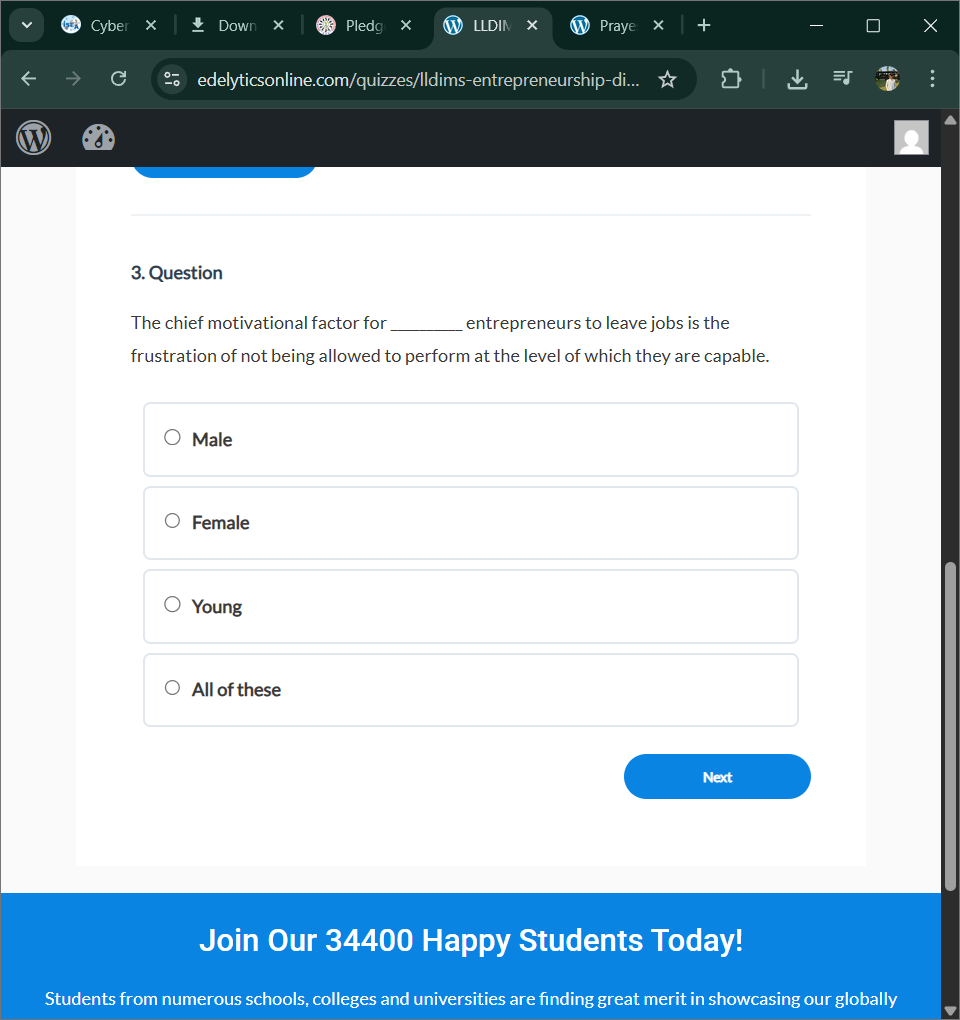 Cyber
Down
Pledg
LLDIM
Praye
edelyticsonline.com/quizzes/lldims-entrepreneurship-di...
3. Question
The chief motivational factor for _________ entrepreneurs to leave jobs is the
frustration of not being allowed to perform at the level of which they are capable.
Male
Female
Young
All of these
Next
Join Our 34400 Happy Students Today!
Students from numerous schools, colleges and universities are finding great merit in showcasing our globally